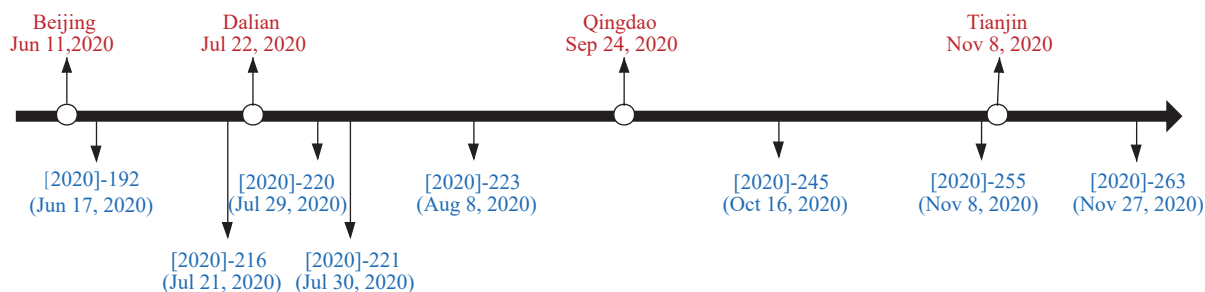 Beijing
Jun 11,2020
Dalian
Jul 22, 2020
Qingdao
Sep 24, 2020
Tianjin
Nov 8, 2020
[2020]-192
(Jun 17, 2020)
[2020]-220
(Jul 29, 2020)
[2020]-223
(Aug 8, 2020)
[2020]-245
(Oct 16, 2020)
[2020]-255
(Nov 8, 2020)
[2020]-263
(Nov 27, 2020)
[2020]-216
(Jul 21, 2020)
[2020]-221
(Jul 30, 2020)